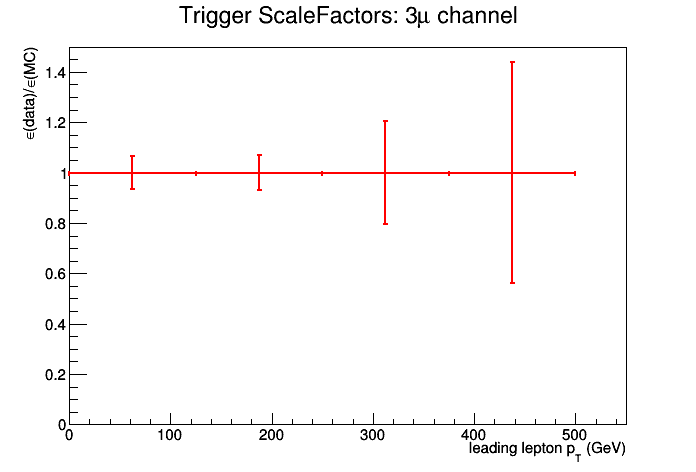 Trigger ScaleFactors: 3μ channel
∈(data)/∈(MC)
1.4
1.2
1
0.8
0.6
0.4
0.2
0
0 100 200 300 400 500
leading lepton p_T (GeV)